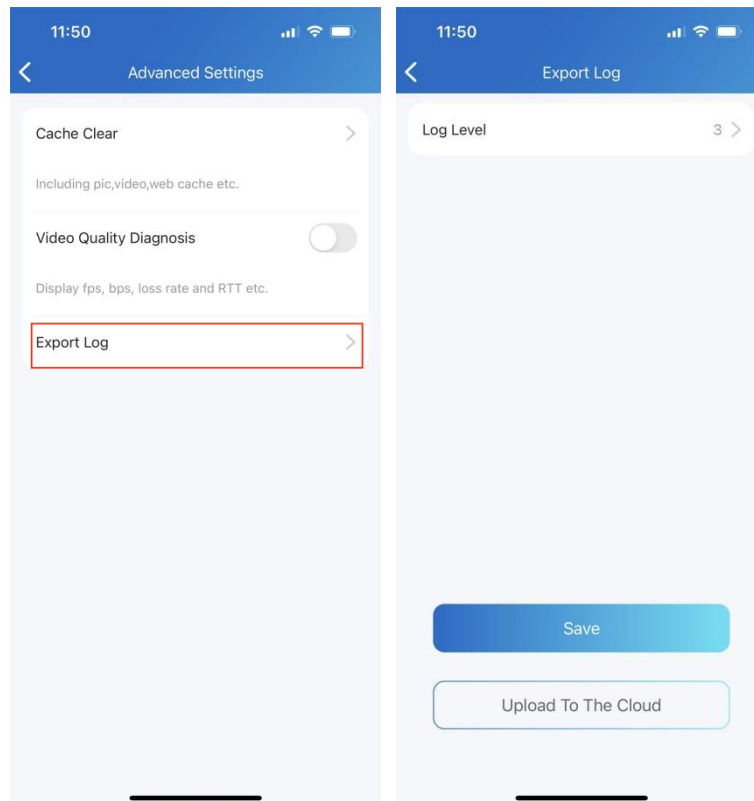 11:50
Advanced Settings
Cache Clear
Including pic,video,web cache etc.
Video Quality Diagnosis
Display fps, bps, loss rate and RTT etc.
Export Log
11:50
Export Log
Log Level 3
Save
Upload To The Cloud